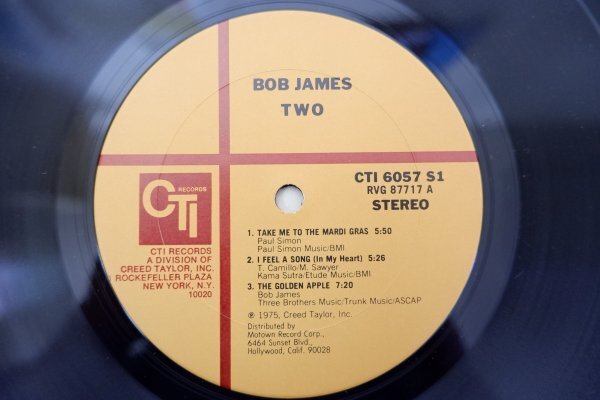 BOB JAMES
TWO
CTI 6057 S1
RVG 87717 A
STEREO
CTI RECORDS
CTI RECORDS
A DIVISION OF
CREED TAYLOR, INC.
ROCKEFELLER PLAZA
NEW YORK, N.Y.
10020
1. TAKE ME TO THE MARDI GRAS 5:50
Paul Simon
Paul Simon Music/BMI
2. I FEEL A SONG (In My Heart) 5:26
T. Camillo/M. Sawyer
Kama Sutra/Etude Music/BMI
3. THE GOLDEN APPLE 7:20
Bob James
Three Brothers Music/Trunk Music/ASCAP
℗ 1975, Creed Taylor, Inc.
Distributed by
Motown Record Corp.,
6464 Sunset Blvd.,
Hollywood, Calif. 90028